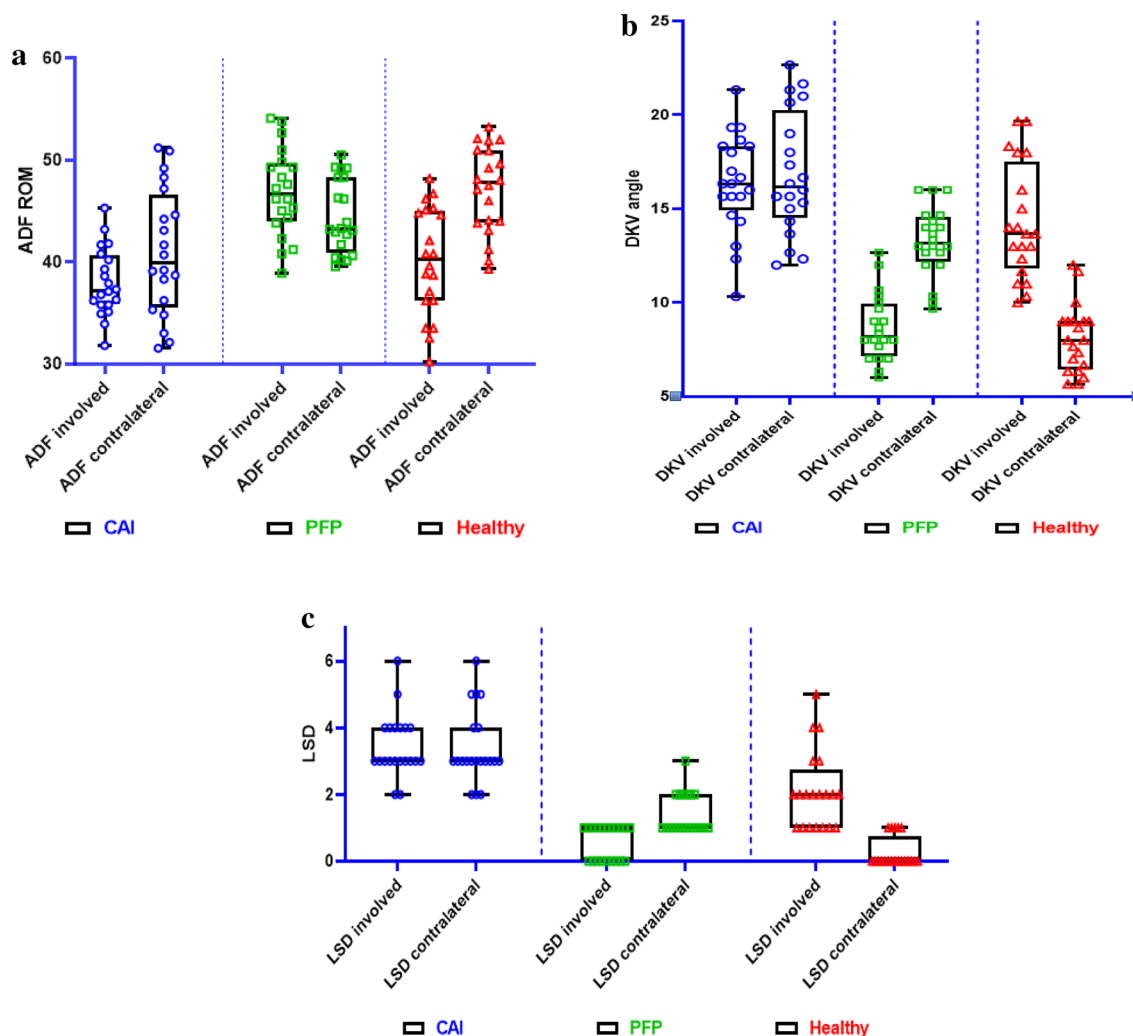 a
60
50
40
30
ADF ROM
ADF involved
ADF contralateral
ADF involved
ADF contralateral
ADF involved
ADF contralateral
CAI PFP Healthy
b
25
20
15
10
5
DKV angle
DKV involved
DKV contralateral
DKV involved
DKV contralateral
DKV involved
DKV contralateral
CAI PFP Healthy
c
6
4
2
0
LSD
LSD involved
LSD contralateral
LSD involved
LSD contralateral
LSD involved
LSD contralateral
CAI PFP Healthy